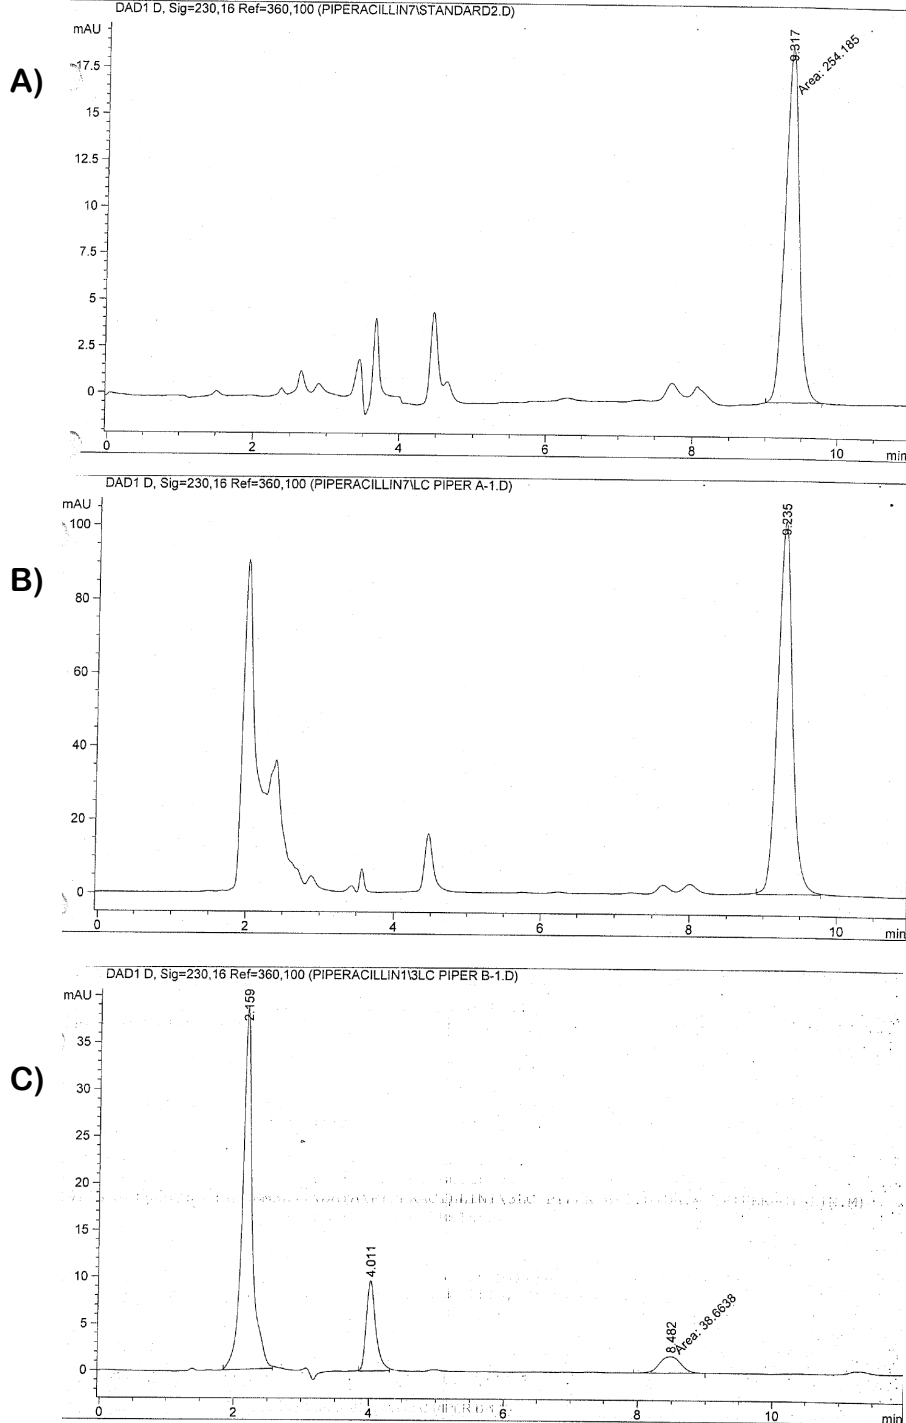 DAD1 D, Sig=230,16 Ref=360,100 (PIPERACILLIN7\STANDARD2.D)
mAU
A)
9.317
Area: 254.185
17.5
15
12.5
10
7.5
5
2.5
0
0 2 4 6 8 10 min
DAD1 D, Sig=230,16 Ref=360,100 (PIPERACILLIN7\LC PIPER A-1.D)
mAU
B)
9.235
100
80
60
40
20
0
0 2 4 6 8 10 min
DAD1 D, Sig=230,16 Ref=360,100 (PIPERACILLIN1\3LC PIPER B-1.D)
mAU
C)
2.159
35
30
25
20
15
10
4.011
5
8.482
Area: 38.6638
0
0 2 4 6 8 10 min